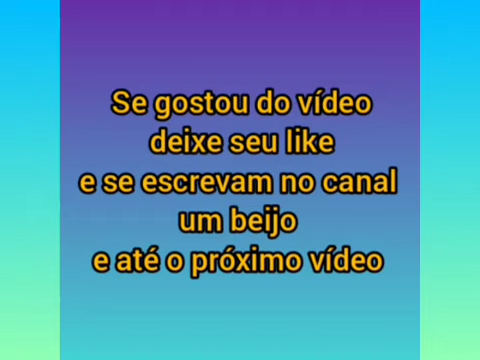 Se gostou do vídeo
deixe seu like
e se escrevam no canal
um beijo
e até o próximo vídeo